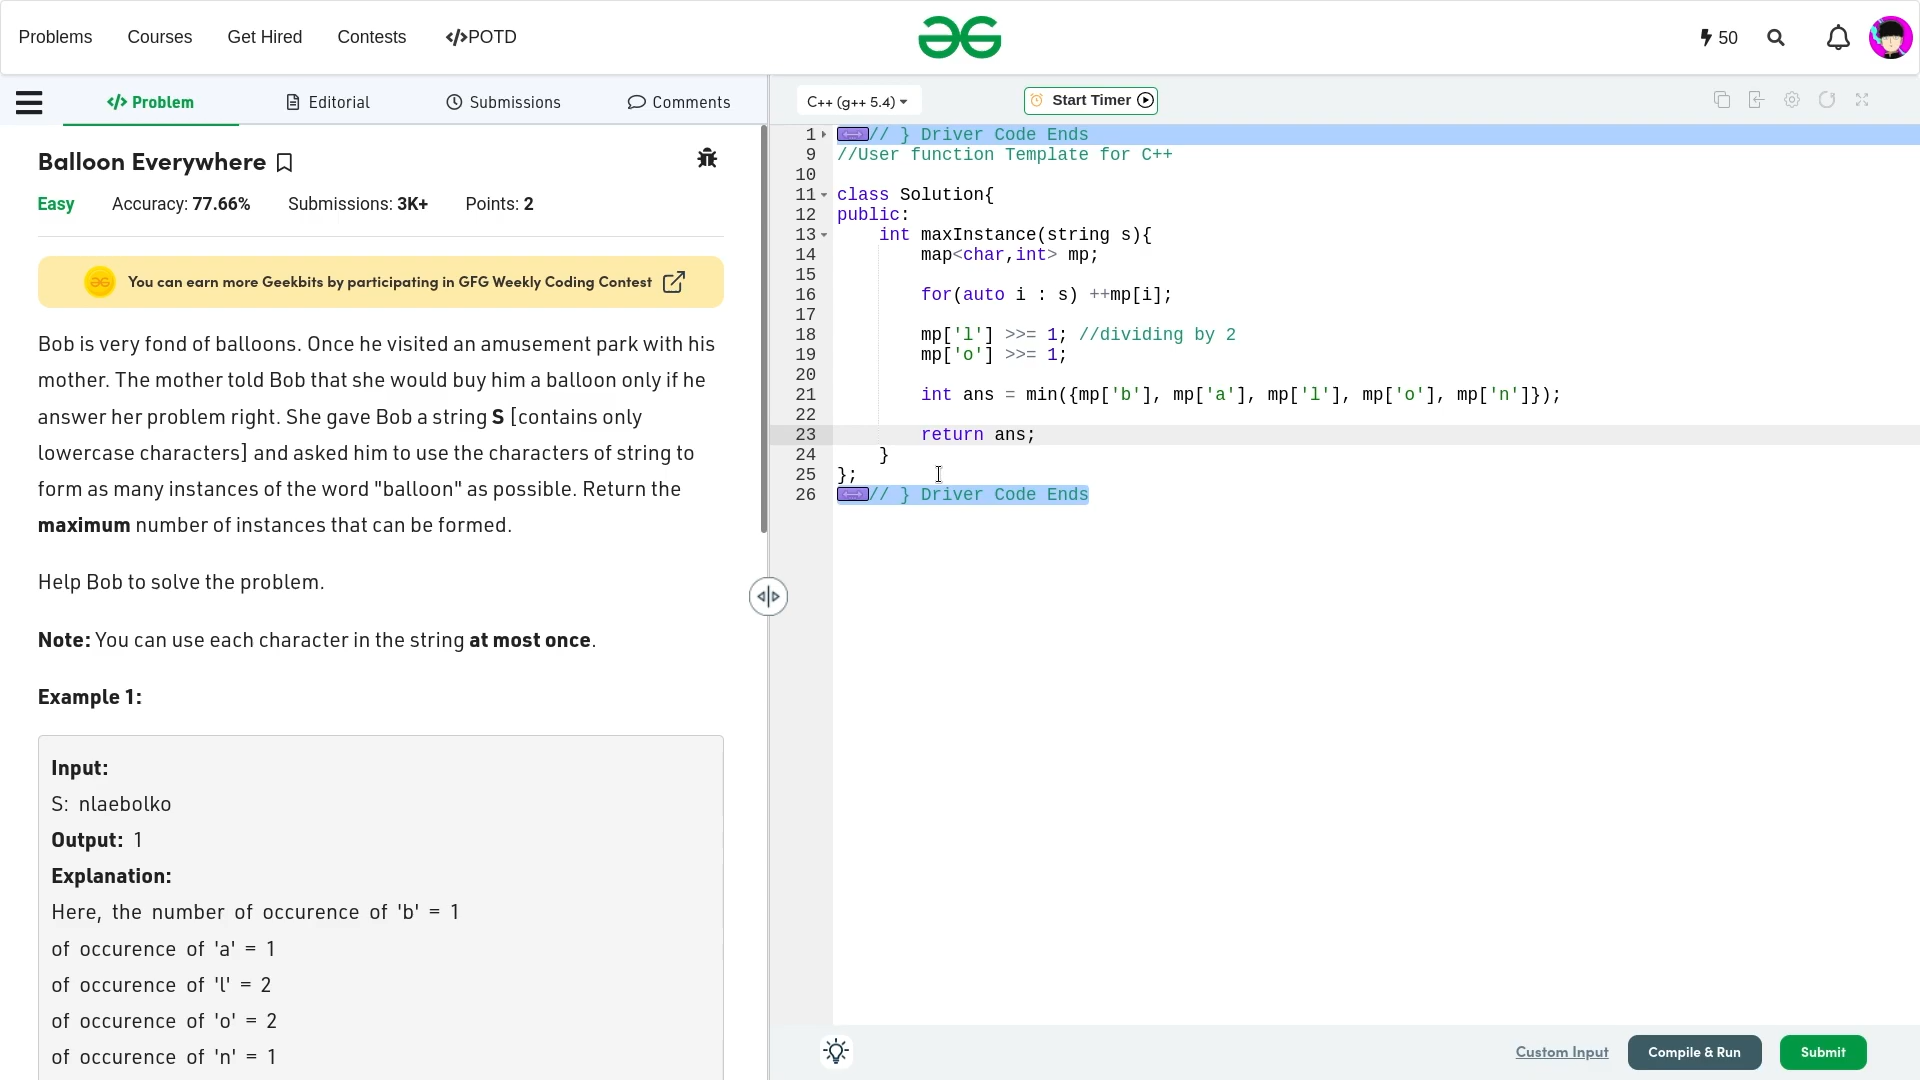 Problems Courses Get Hired Contests </>POTD 50
</> Problem Editorial Submissions Comments
Balloon Everywhere
Easy Accuracy: 77.66% Submissions: 3K+ Points: 2
You can earn more Geekbits by participating in GFG Weekly Coding Contest
Bob is very fond of balloons. Once he visited an amusement park with his
mother. The mother told Bob that she would buy him a balloon only if he
answer her problem right. She gave Bob a string S [contains only
lowercase characters] and asked him to use the characters of string to
form as many instances of the word "balloon" as possible. Return the
maximum number of instances that can be formed.
Help Bob to solve the problem.
Note: You can use each character in the string at most once.
Example 1:
Input:
S: nlaebolko
Output: 1
Explanation:
Here, the number of occurence of 'b' = 1
of occurence of 'a' = 1
of occurence of 'l' = 2
of occurence of 'o' = 2
of occurence of 'n' = 1
C++ (g++ 5.4) Start Timer
1 // } Driver Code Ends
9 //User function Template for C++
10
11 class Solution{
12 public:
13 int maxInstance(string s){
14 map<char,int> mp;
15
16 for(auto i : s) ++mp[i];
17
18 mp['l'] >>= 1; //dividing by 2
19 mp['o'] >>= 1;
20
21 int ans = min({mp['b'], mp['a'], mp['l'], mp['o'], mp['n']});
22
23 return ans;
24 }
25 };
26 // } Driver Code Ends
Custom Input Compile & Run Submit